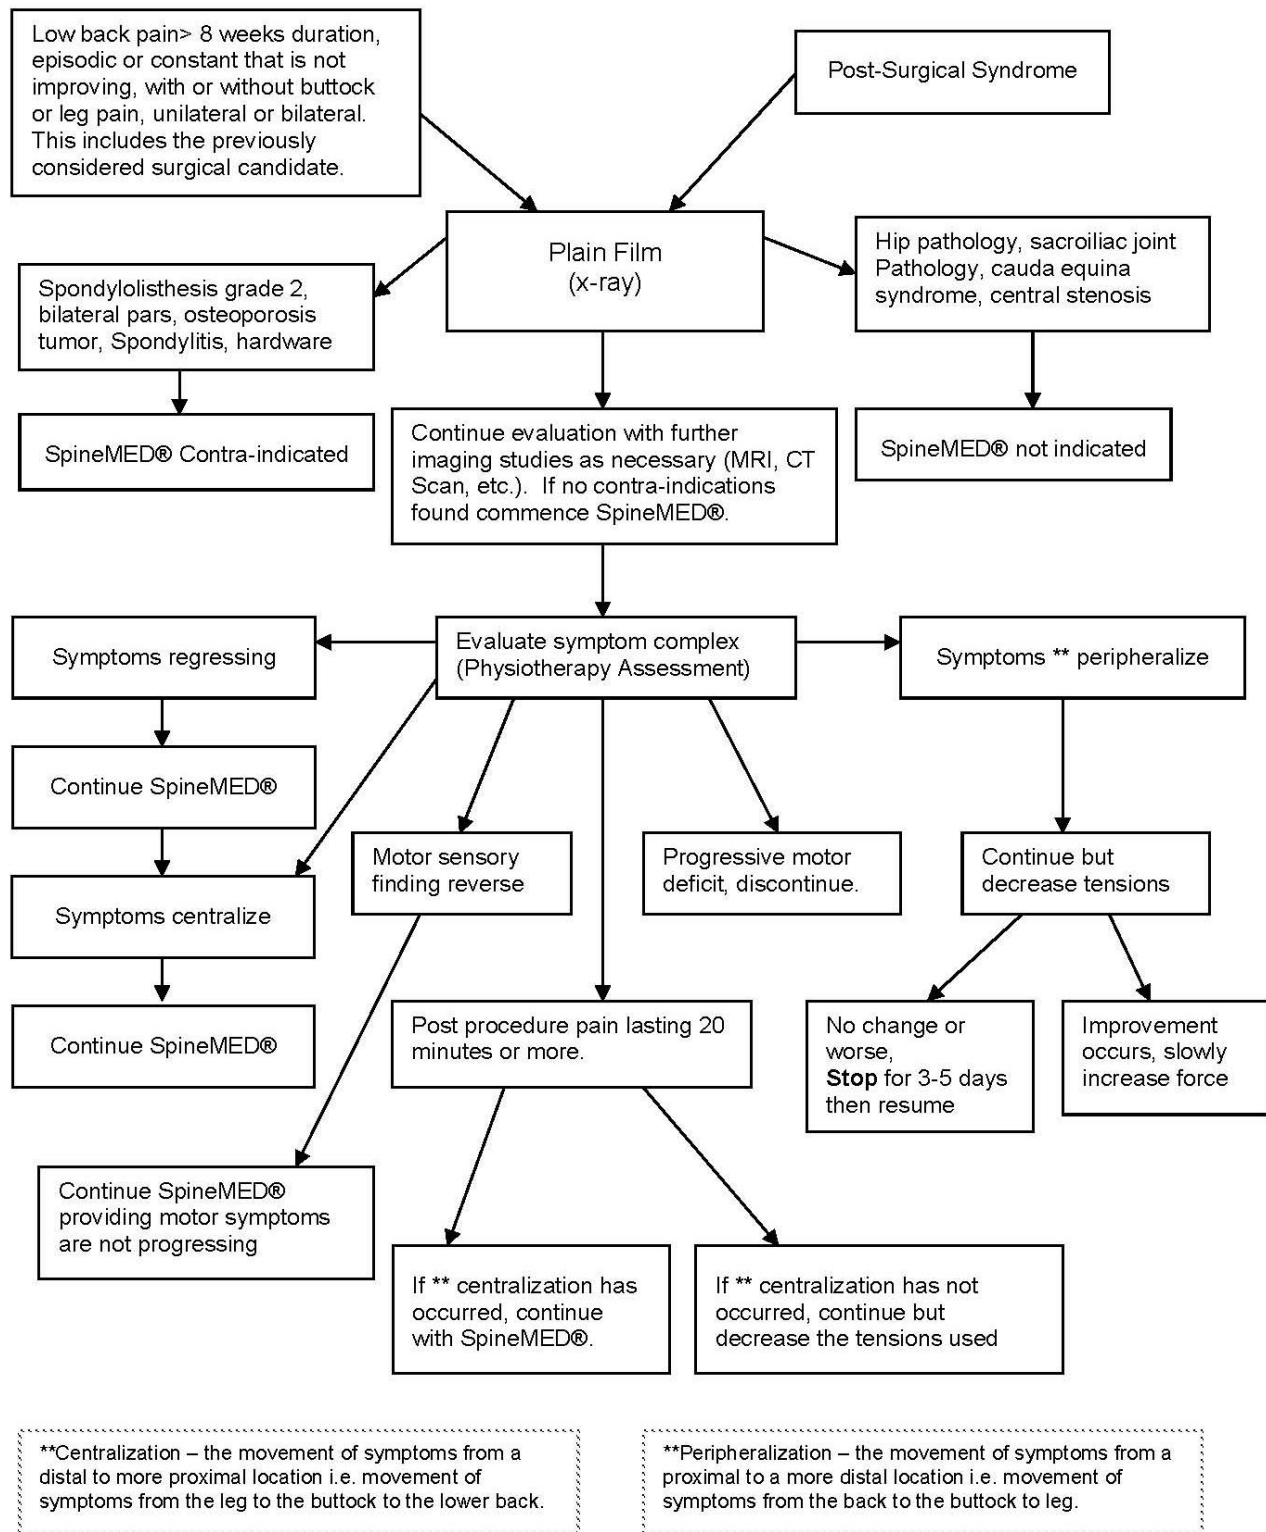 Low back pain> 8 weeks duration,
episodic or constant that is not
improving, with or without buttock
or leg pain, unilateral or bilateral.
This includes the previously
considered surgical candidate.
Post-Surgical Syndrome
Plain Film
(x-ray)
Spondylolisthesis grade 2,
bilateral pars, osteoporosis
tumor, Spondylitis, hardware
Hip pathology, sacroiliac joint
Pathology, cauda equina
syndrome, central stenosis
SpineMED® Contra-indicated
Continue evaluation with further
imaging studies as necessary (MRI, CT
Scan, etc.).  If no contra-indications
found commence SpineMED®.
SpineMED® not indicated
Symptoms regressing
Evaluate symptom complex
(Physiotherapy Assessment)
Symptoms ** peripheralize
Continue SpineMED®
Symptoms centralize
Motor sensory
finding reverse
Progressive motor
deficit, discontinue.
Continue but
decrease tensions
Continue SpineMED®
Post procedure pain lasting 20
minutes or more.
No change or
worse,
Stop for 3-5 days
then resume
Improvement
occurs, slowly
increase force
Continue SpineMED®
providing motor symptoms
are not progressing
If ** centralization has
occurred, continue
with SpineMED®.
If ** centralization has not
occurred, continue but
decrease the tensions used
**Centralization – the movement of symptoms from a
distal to more proximal location i.e. movement of
symptoms from the leg to the buttock to the lower back.
**Peripheralization – the movement of symptoms from a
proximal to a more distal location i.e. movement of
symptoms from the back to the buttock to leg.